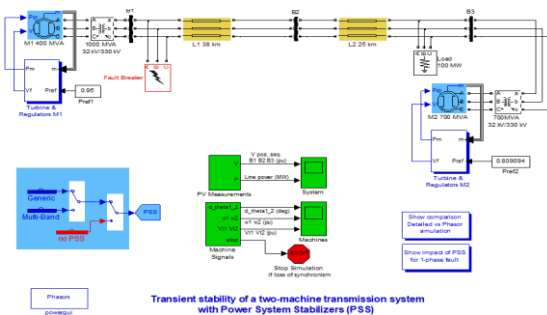 B1
B2
B3
Pm
M1 400 MVA
1000 MVA
32 kV/330 kV
L1 38 km
L2 25 km
Fault Breaker
Load
100 MW
Pm
Vf
Pref
0.95
Pref1
Turbine &
Regulators M1
M2 700 MVA
700MVA
32 kV/330 kV
Pm
Vf
Pref
0.809094
Pref2
Turbine &
Regulators M2
Generic
Multi-Band
no PSS
PSS
V pos. seq.
B1 B2 B3 (pu)
Line power (MW)
PV Measurements
System
d_theta1_2
d_theta1_2 (deg)
w1 w2
w1 w2 (pu)
Vt1 Vt2
Vt1 Vt2 (pu)
stop
Machine
Signals
Machines
STOP
Stop Simulation
if loss of synchronism
Show comparison
Detailed vs Phasor
simulation
Show impact of PSS
for 1-phase fault
Phasors
powergui
Transient stability of a two-machine transmission system
with Power System Stabilizers (PSS)